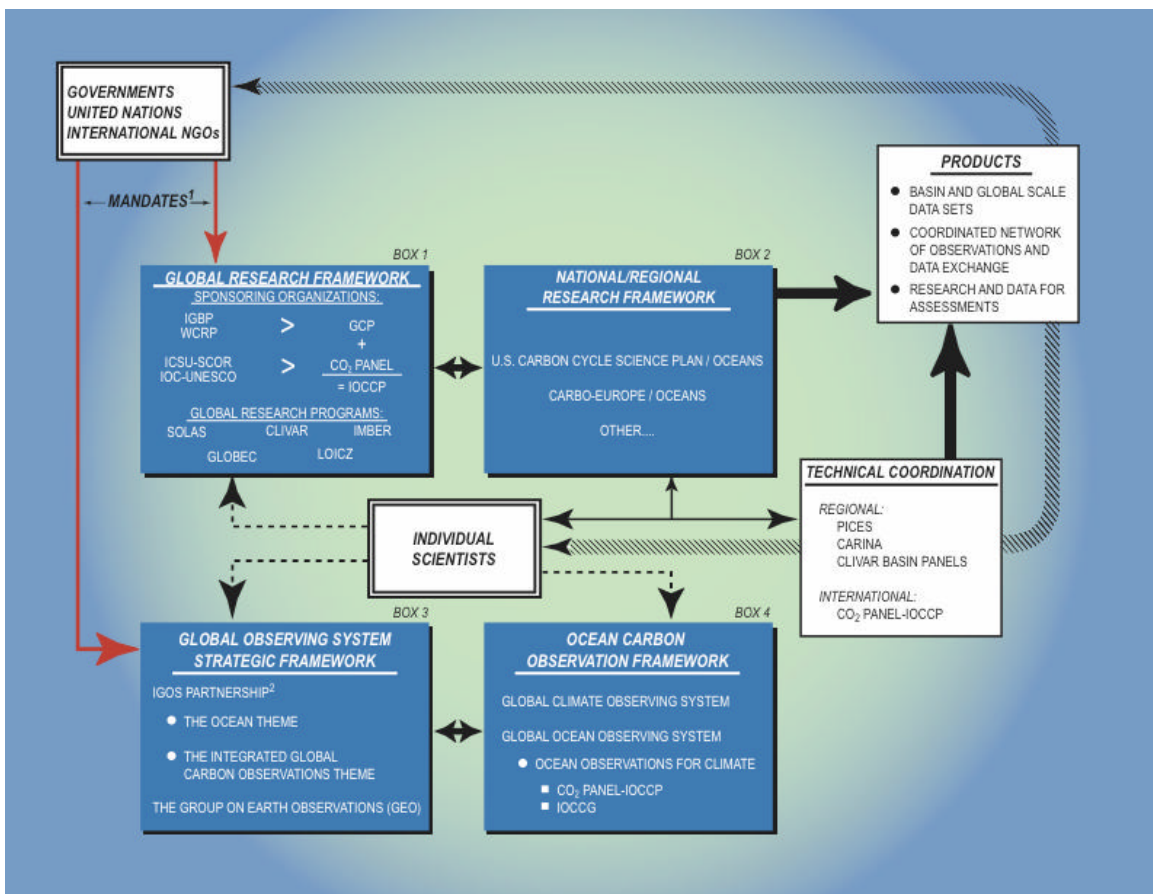 GOVERNMENTS
UNITED NATIONS
INTERNATIONAL NGOs
MANDATES¹
PRODUCTS
● BASIN AND GLOBAL SCALE
DATA SETS
● COORDINATED NETWORK
OF OBSERVATIONS AND
DATA EXCHANGE
● RESEARCH AND DATA FOR
ASSESSMENTS
BOX 1
GLOBAL RESEARCH FRAMEWORK
SPONSORING ORGANIZATIONS:
IGBP
WCRP
>
GCP
+
ICSU-SCOR
IOC-UNESCO
>
CO₂ PANEL
= IOCCP
GLOBAL RESEARCH PROGRAMS:
SOLAS CLIVAR IMBER
GLOBEC LOICZ
BOX 2
NATIONAL/REGIONAL
RESEARCH FRAMEWORK
U.S. CARBON CYCLE SCIENCE PLAN / OCEANS
CARBO-EUROPE / OCEANS
OTHER....
INDIVIDUAL
SCIENTISTS
TECHNICAL COORDINATION
REGIONAL:
PICES
CARINA
CLIVAR BASIN PANELS
INTERNATIONAL:
CO₂ PANEL-IOCCP
BOX 3
GLOBAL OBSERVING SYSTEM
STRATEGIC FRAMEWORK
IGOS PARTNERSHIP²
● THE OCEAN THEME
● THE INTEGRATED GLOBAL
CARBON OBSERVATIONS THEME
THE GROUP ON EARTH OBSERVATIONS (GEO)
BOX 4
OCEAN CARBON
OBSERVATION FRAMEWORK
GLOBAL CLIMATE OBSERVING SYSTEM
GLOBAL OCEAN OBSERVING SYSTEM
● OCEAN OBSERVATIONS FOR CLIMATE
■ CO₂ PANEL-IOCCP
■ IOCCG